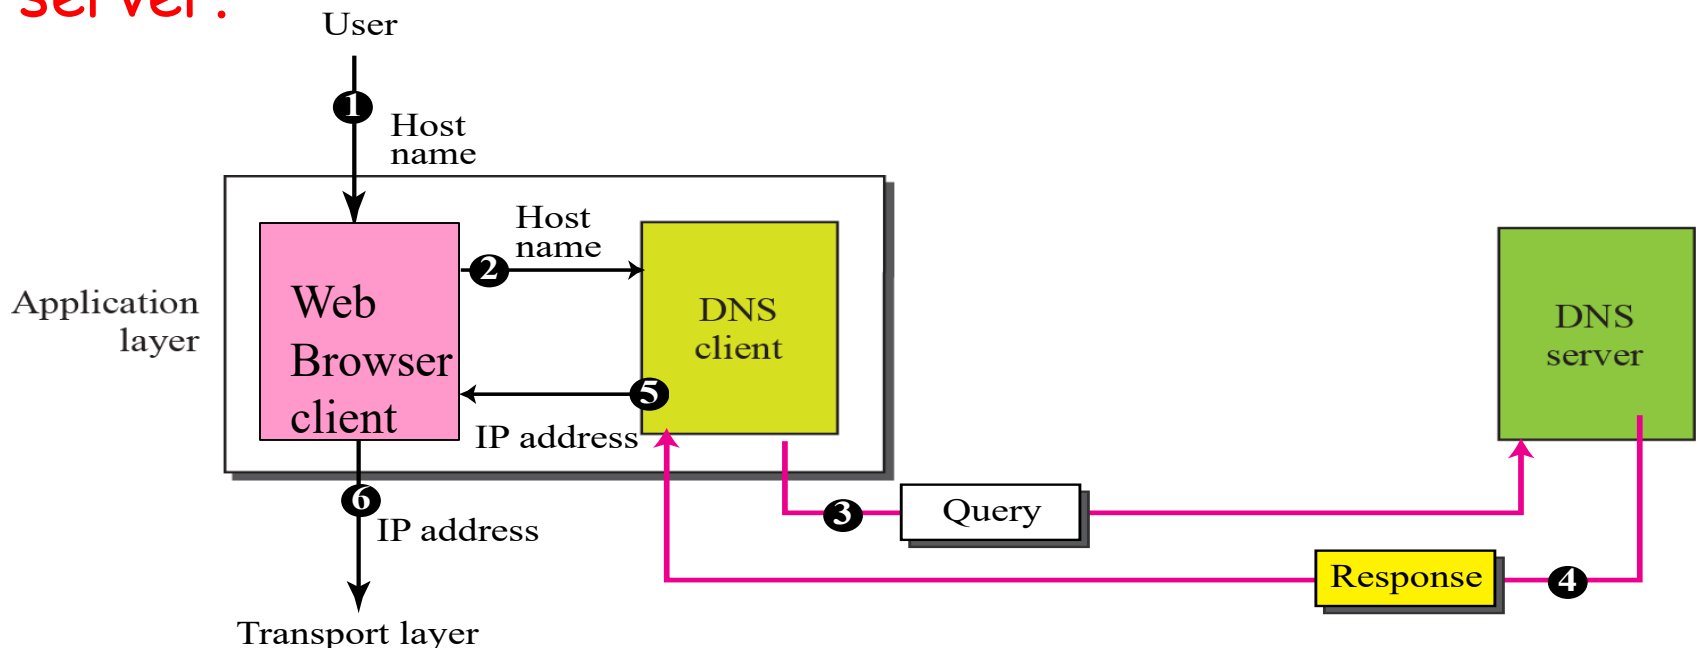 server.
User
1
Host
name
Host
name
2
Application
layer
Web
Browser
client
DNS
client
DNS
server
5
IP address
6
IP address
3
Query
Response
4
Transport layer